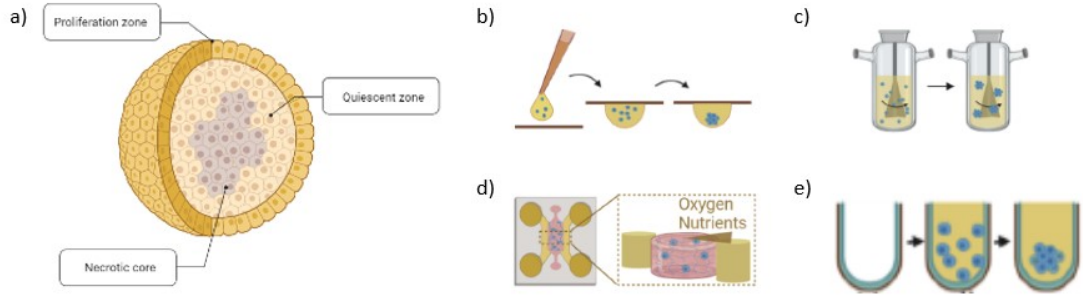 a)
Proliferation zone
Quiescent zone
Necrotic core
b)
c)
d)
Oxygen
Nutrients
e)